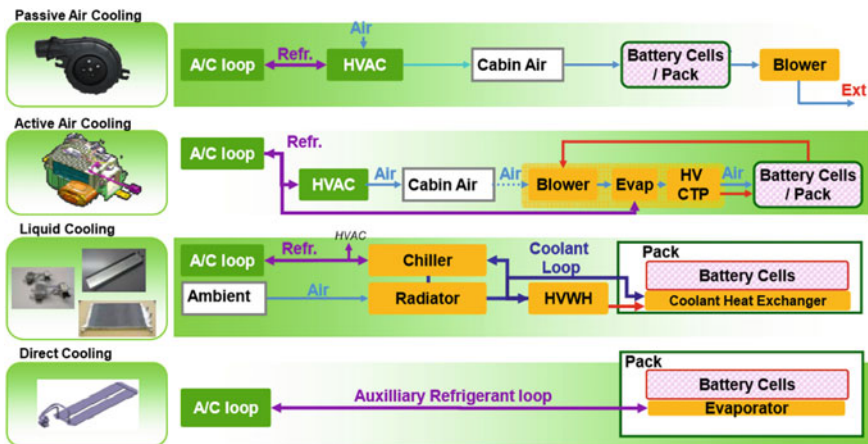 Passive Air Cooling
Air
A/C loop
Refr.
HVAC
Cabin Air
Battery Cells
/ Pack
Blower
Ext
Active Air Cooling
Refr.
A/C loop
HVAC
Air
Cabin Air
Air
Blower
Evap
HV
CTP
Air
Battery Cells
/ Pack
Liquid Cooling
A/C loop
Refr.
HVAC
Chiller
Coolant
Loop
Pack
Battery Cells
Ambient
Air
Radiator
HVWH
Coolant Heat Exchanger
Direct Cooling
A/C loop
Auxilliary Refrigerant loop
Pack
Battery Cells
Evaporator